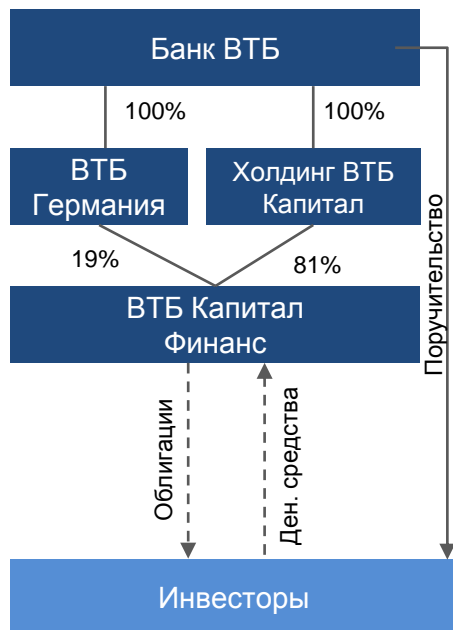 Банк ВТБ
100%
100%
ВТБ
Германия
Холдинг ВТБ
Капитал
19%
81%
Поручительство
ВТБ Капитал
Финанс
Облигации
Ден. средства
Инвесторы